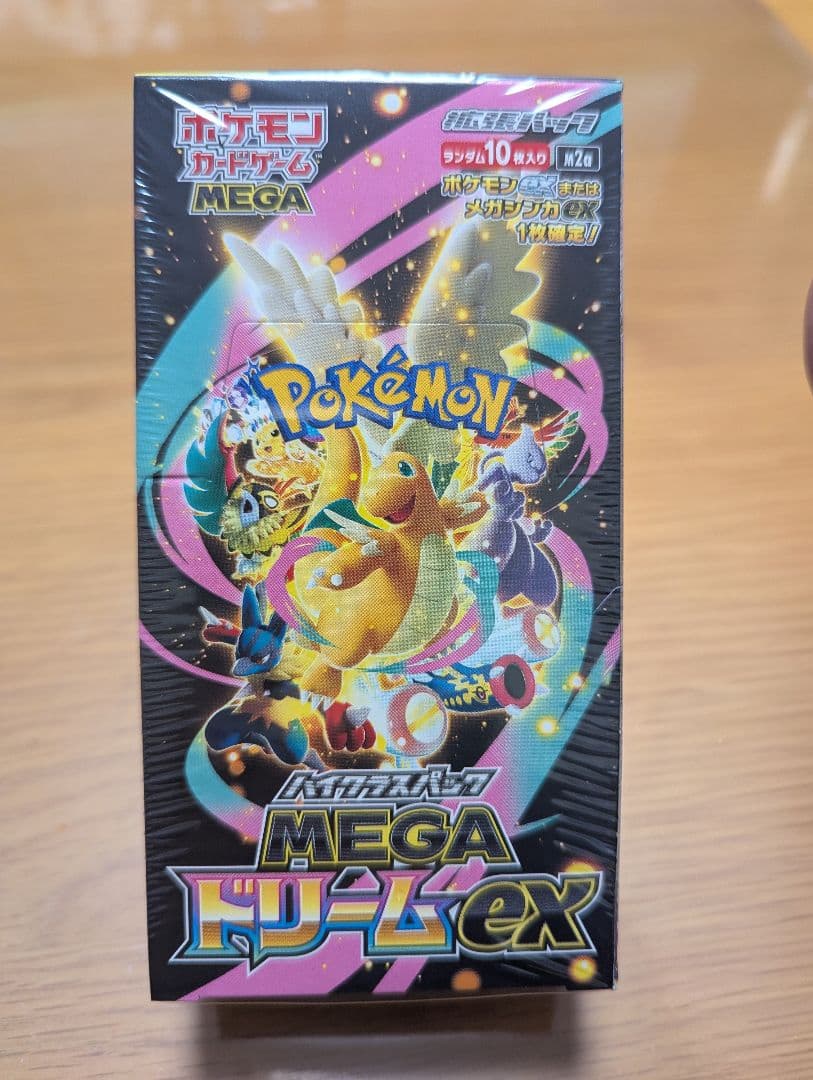 ポケモン
カードゲーム™
MEGA
拡張パック
ランダム10枚入り
M2a
ポケモンexまたは
メガシンカex
1枚確定!
POKÉMON
ハイクラスパック
MEGA
ドリームex